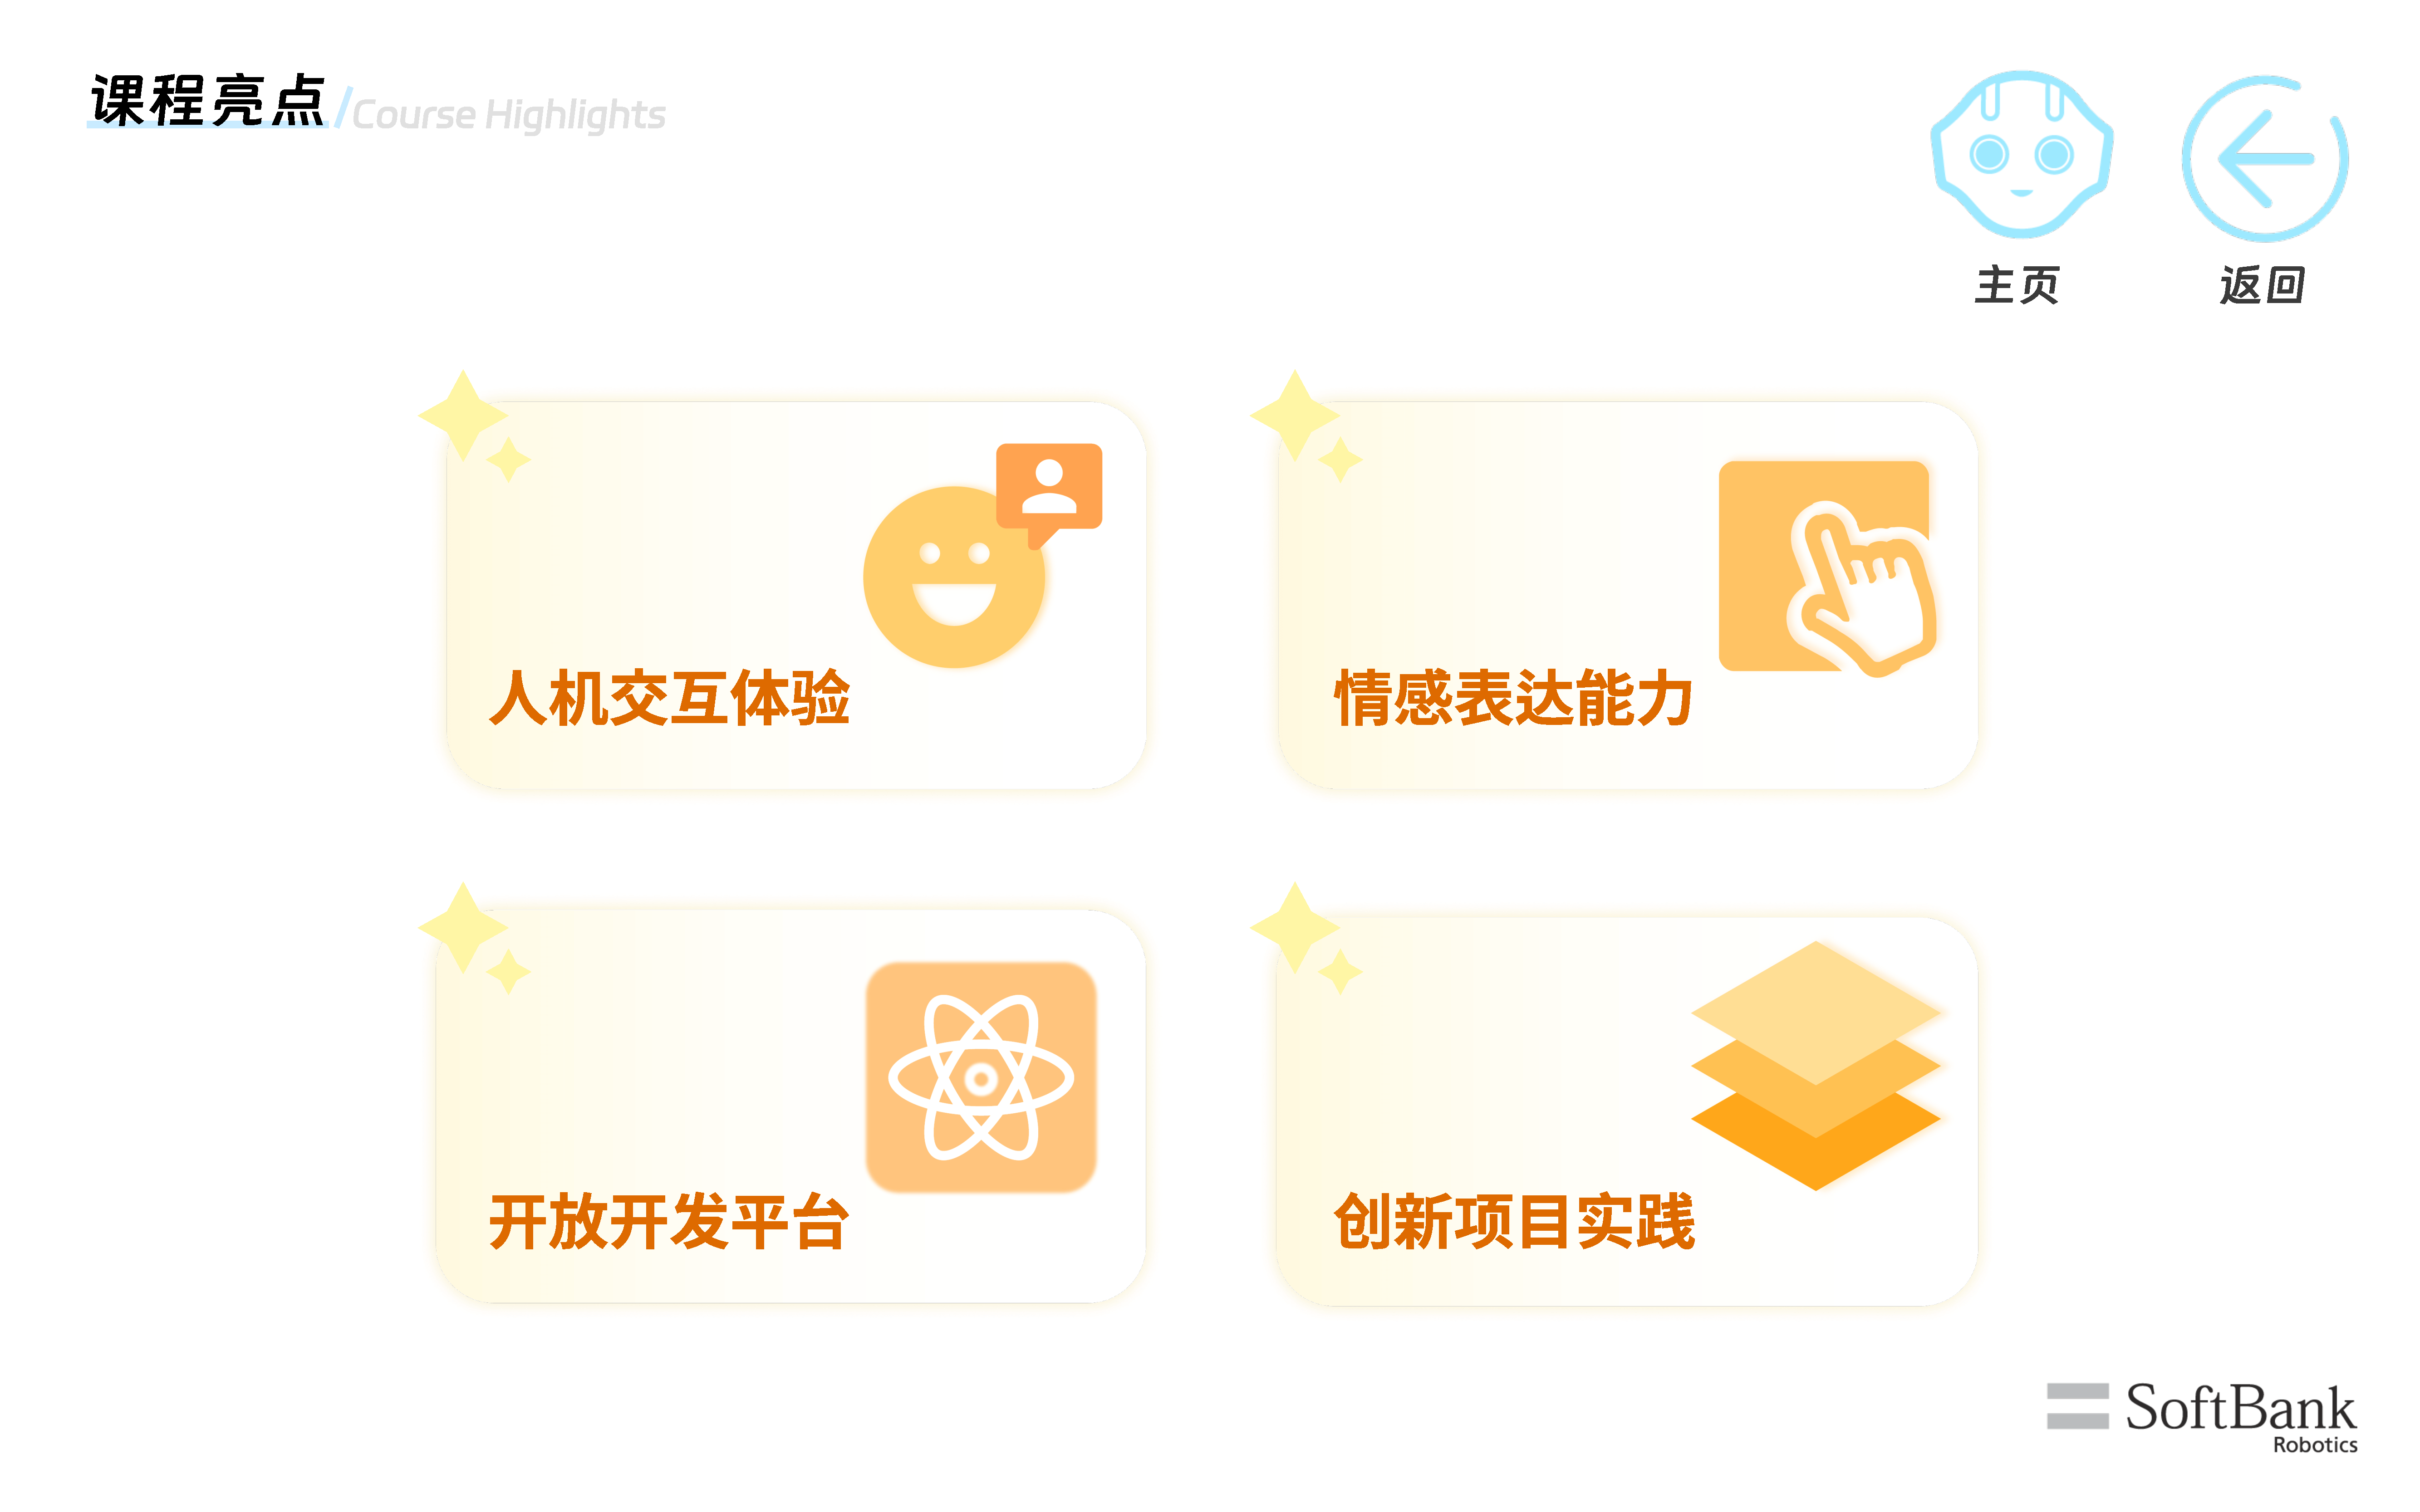 课程亮点 / Course Highlights
主页
返回
人机交互体验
情感表达能力
开放开发平台
创新项目实践
SoftBank
Robotics